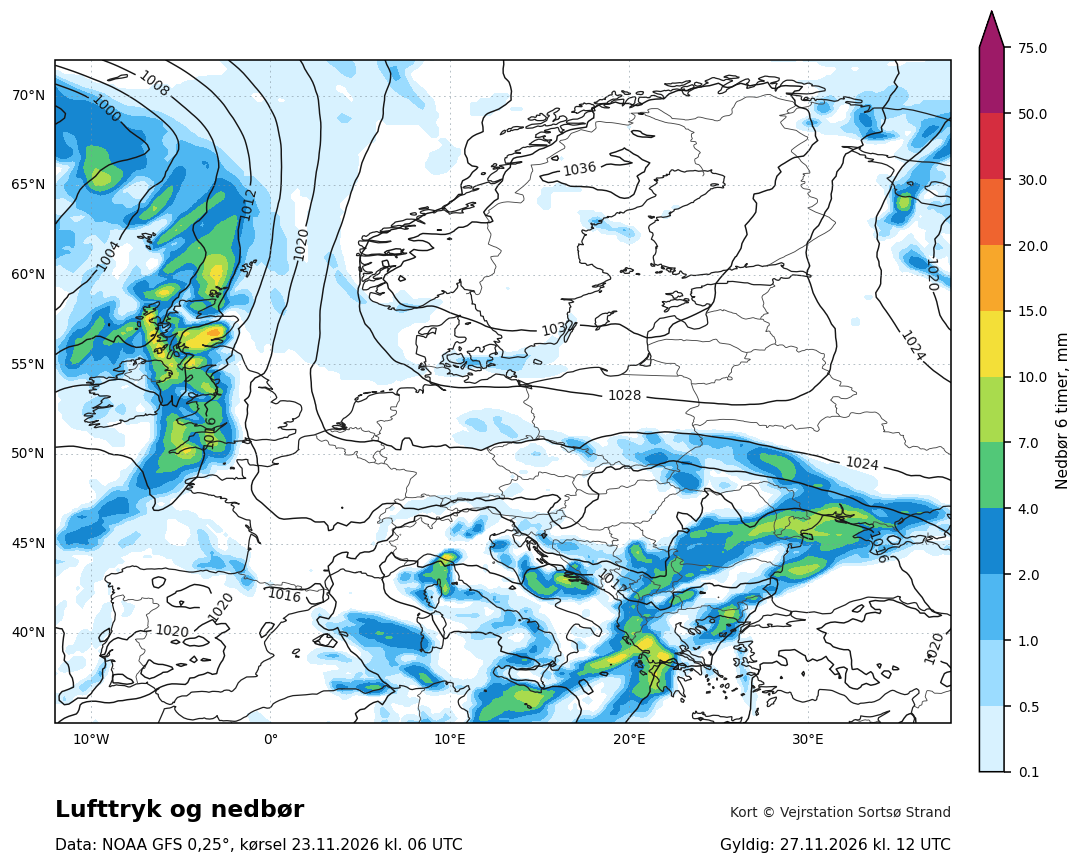 75.0
50.0
30.0
20.0
15.0
10.0
7.0
4.0
2.0
1.0
0.5
0.1
Nedbør 6 timer, mm
70°N
65°N
60°N
55°N
50°N
45°N
40°N
10°W
0°
10°E
20°E
30°E
1008
1000
1036
1012
1020
1004
1020
1032
1024
1028
1016
1024
1016
1012
1016
1020
1020
1020
Lufttryk og nedbør
Kort © Vejrstation Sortsø Strand
Data: NOAA GFS 0,25°, kørsel 23.11.2026 kl. 06 UTC
Gyldig: 27.11.2026 kl. 12 UTC